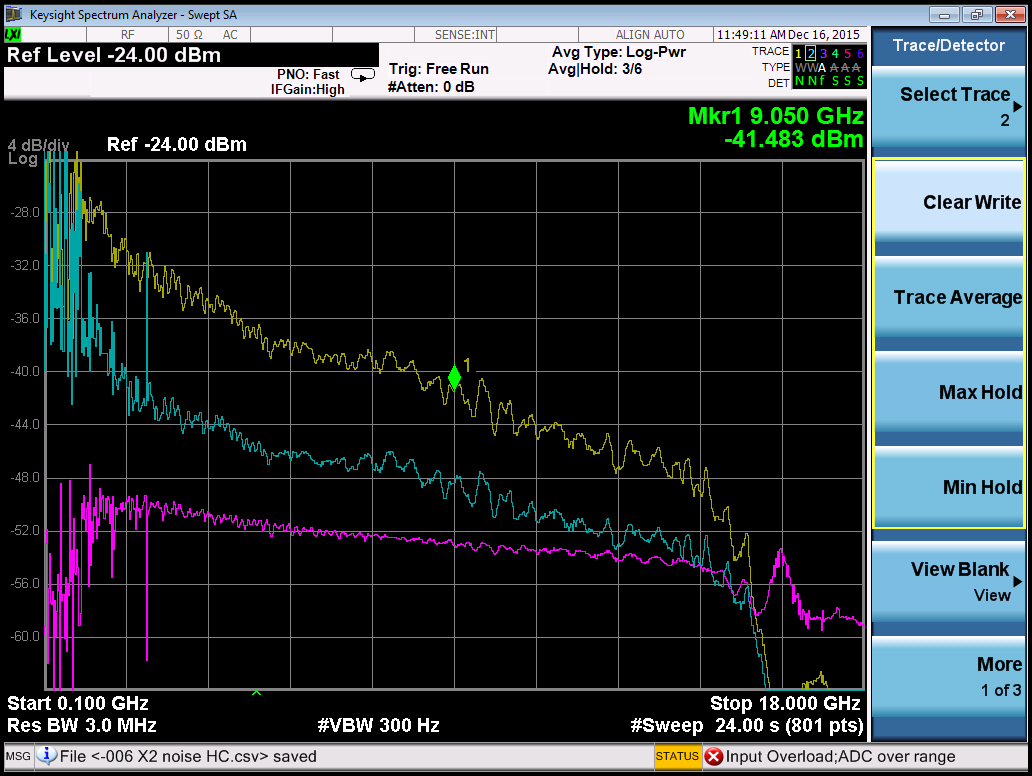 Keysight Spectrum Analyzer - Swept SA
LXI RF 50 Ω AC SENSE:INT ALIGN AUTO 11:49:11 AM Dec 16, 2015
Ref Level -24.00 dBm
PNO: Fast
IFGain:High
Trig: Free Run
#Atten: 0 dB
Avg Type: Log-Pwr
Avg|Hold: 3/6
TRACE 1 2 3 4 5 6
TYPE W W A A A A
DET N N f S S S
Mkr1 9.050 GHz
-41.483 dBm
4 dB/div
Log
Ref -24.00 dBm
-28.0
-32.0
-36.0
-40.0
-44.0
-48.0
-52.0
-56.0
-60.0
1
Start 0.100 GHz
Stop 18.000 GHz
Res BW 3.0 MHz
#VBW 300 Hz
#Sweep 24.00 s (801 pts)
MSG
File <-006 X2 noise HC.csv> saved
STATUS
Input Overload;ADC over range
Trace/Detector
Select Trace
2
Clear Write
Trace Average
Max Hold
Min Hold
View Blank
View
More
1 of 3